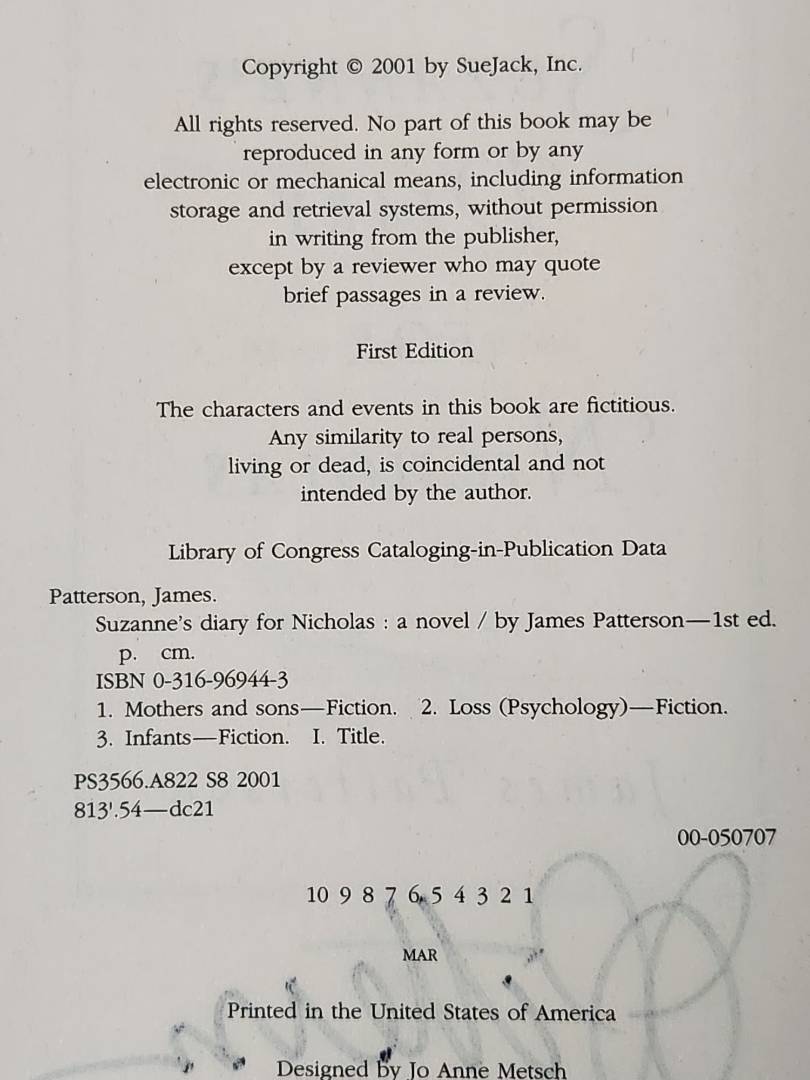 Copyright © 2001 by SueJack, Inc.
All rights reserved. No part of this book may be
reproduced in any form or by any
electronic or mechanical means, including information
storage and retrieval systems, without permission
in writing from the publisher,
except by a reviewer who may quote
brief passages in a review.
First Edition
The characters and events in this book are fictitious.
Any similarity to real persons,
living or dead, is coincidental and not
intended by the author.
Library of Congress Cataloging-in-Publication Data
Patterson, James.
Suzanne's diary for Nicholas : a novel / by James Patterson—1st ed.
p. cm.
ISBN 0-316-96944-3
1. Mothers and sons—Fiction. 2. Loss (Psychology)—Fiction.
3. Infants—Fiction. I. Title.
PS3566.A822 S8 2001
813'.54—dc21
00-050707
10 9 8 7 6 5 4 3 2 1
MAR
Printed in the United States of America
Designed by Jo Anne Metsch